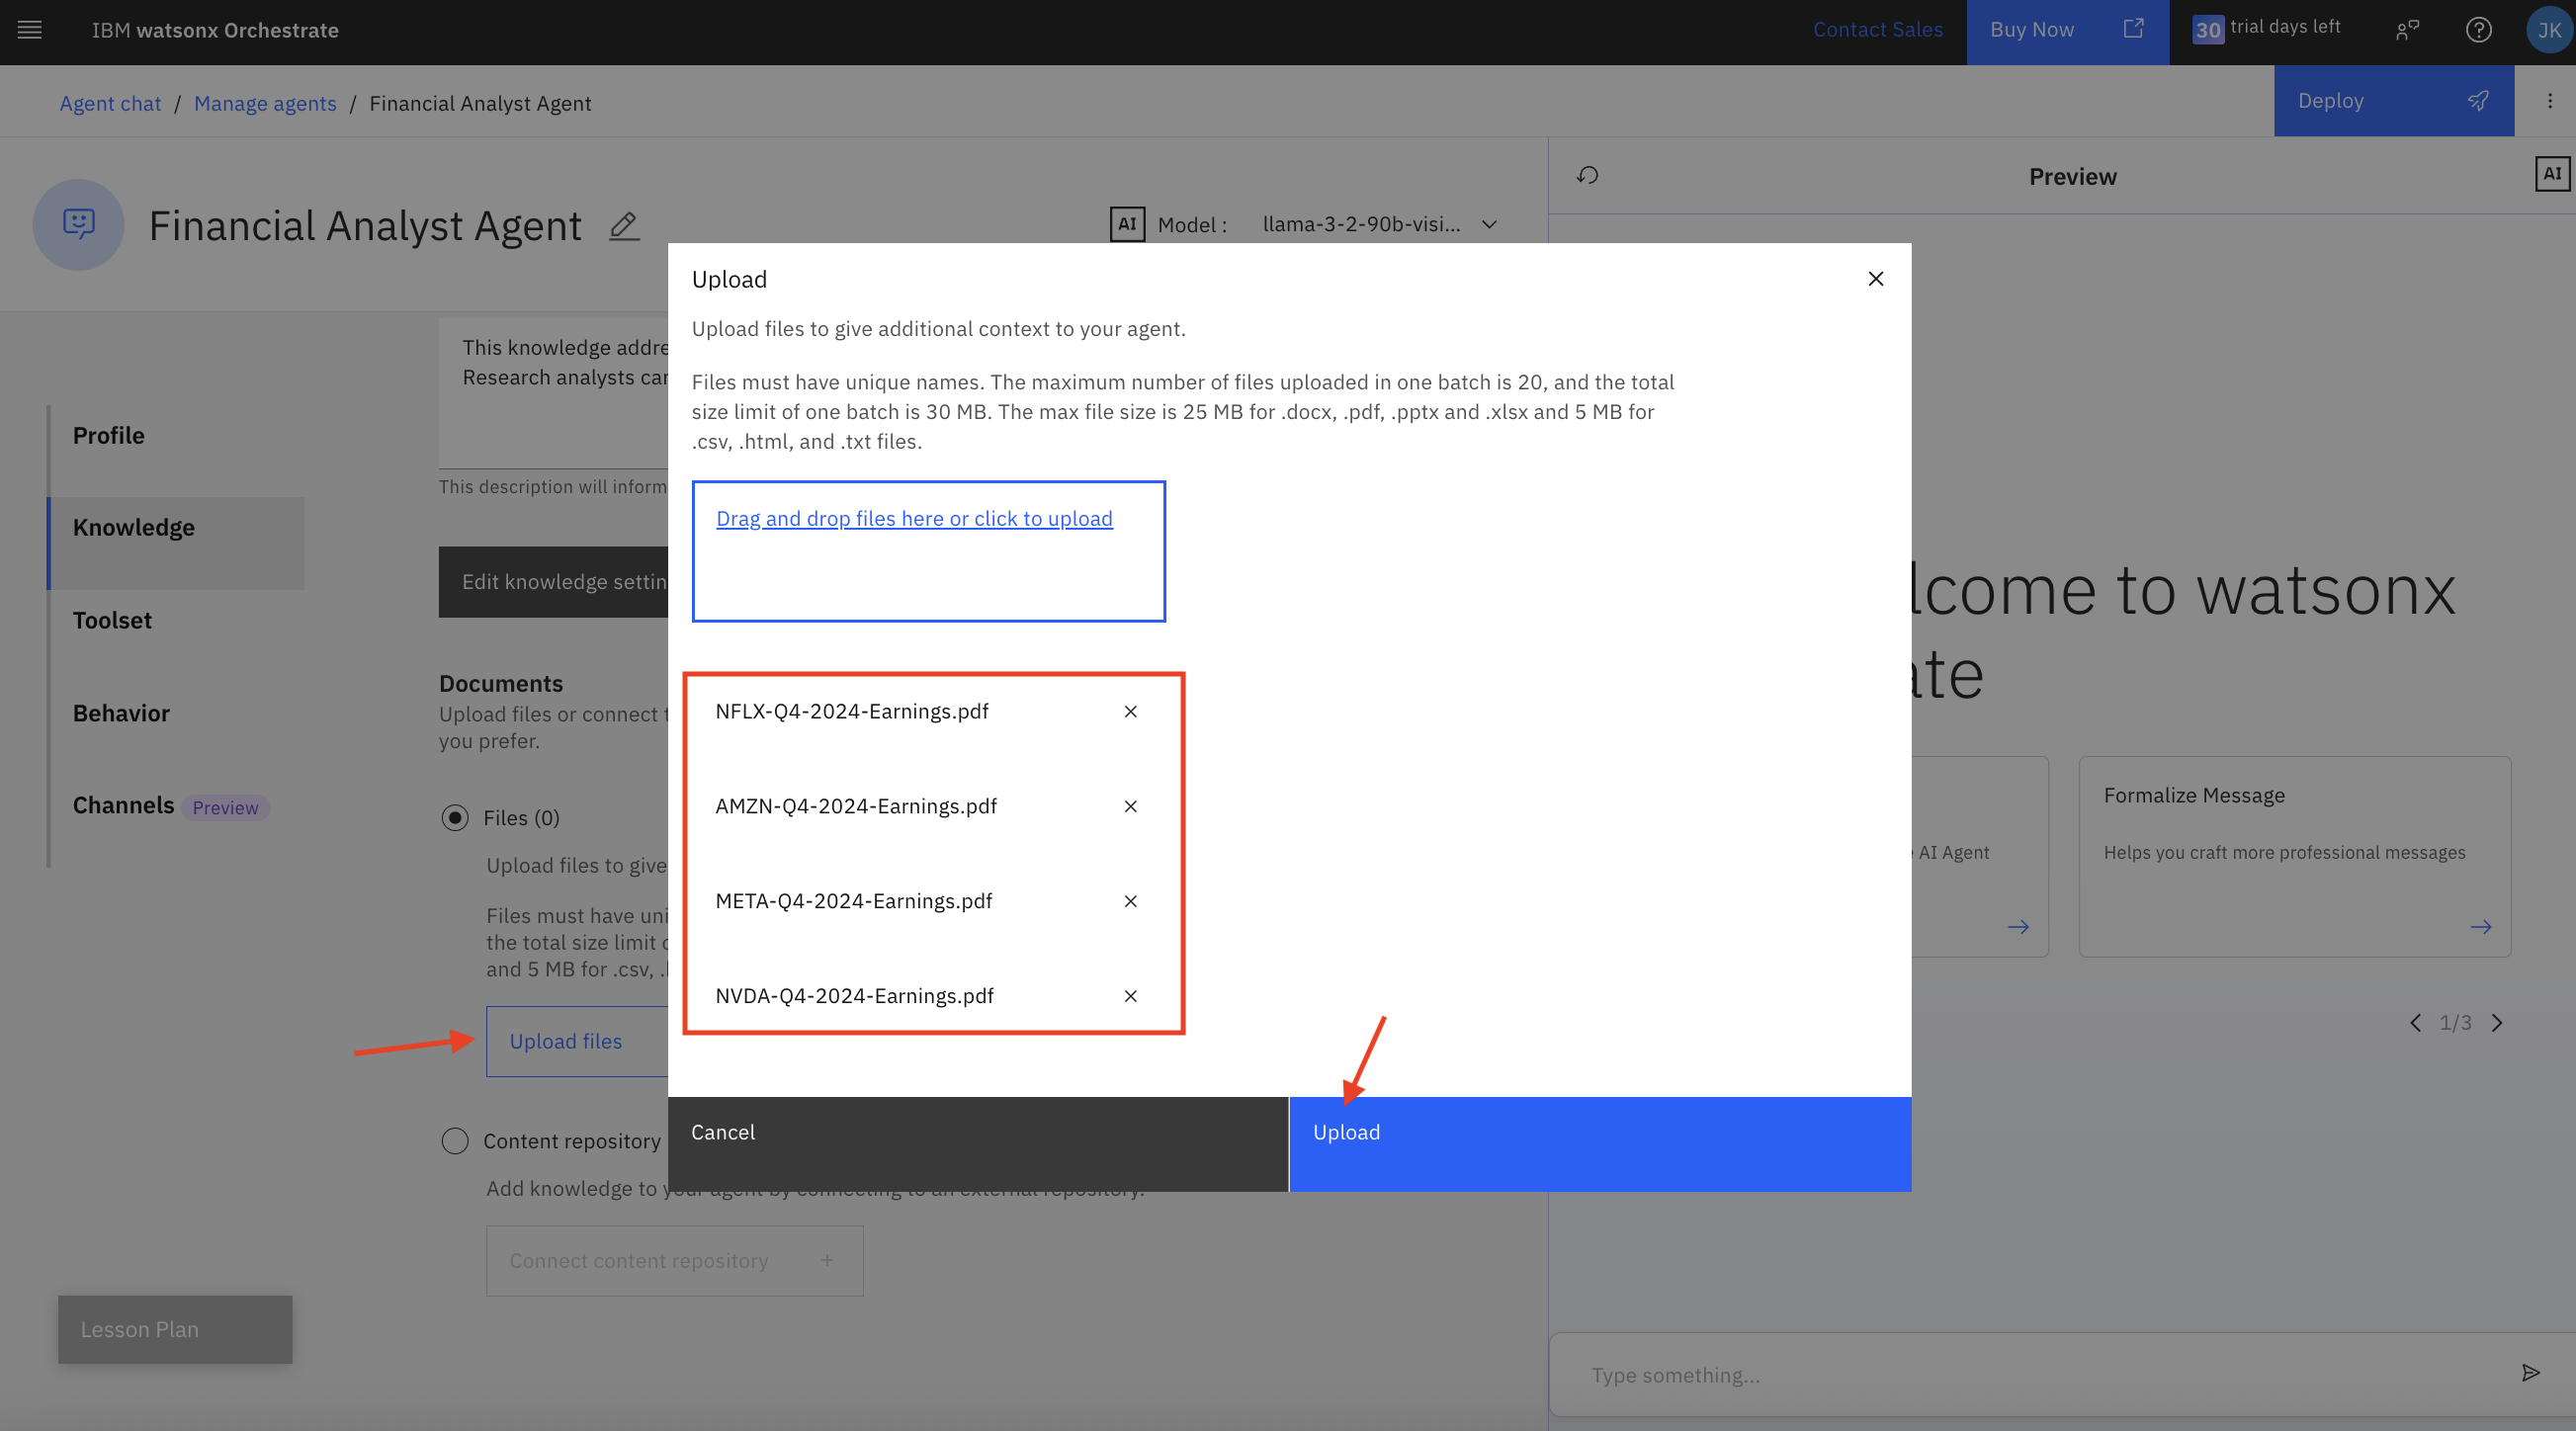 IBM watsonx Orchestrate
Contact Sales
Buy Now
30 trial days left
JK
Agent chat / Manage agents / Financial Analyst Agent
Deploy
Financial Analyst Agent
AI Model : llama-3-2-90b-visi...
Preview
AI
Profile
Knowledge
Toolset
Behavior
Channels Preview
Lesson Plan
This knowledge addre
Research analysts car
This description will inform
Edit knowledge settin
Documents
Upload files or connect
you prefer.
Files (0)
Upload files to give
Files must have uni
the total size limit
and 5 MB for .csv, .
Upload files
Content repository
Add knowledge to your agent by connecting to an external repository.
Connect content repository +
Upload
Upload files to give additional context to your agent.
Files must have unique names. The maximum number of files uploaded in one batch is 20, and the total
size limit of one batch is 30 MB. The max file size is 25 MB for .docx, .pdf, .pptx and .xlsx and 5 MB for
.csv, .html, and .txt files.
Drag and drop files here or click to upload
NFLX-Q4-2024-Earnings.pdf
AMZN-Q4-2024-Earnings.pdf
META-Q4-2024-Earnings.pdf
NVDA-Q4-2024-Earnings.pdf
Cancel
Upload
lcome to watsonx
ate
AI Agent
Formalize Message
Helps you craft more professional messages
1/3
Type something...